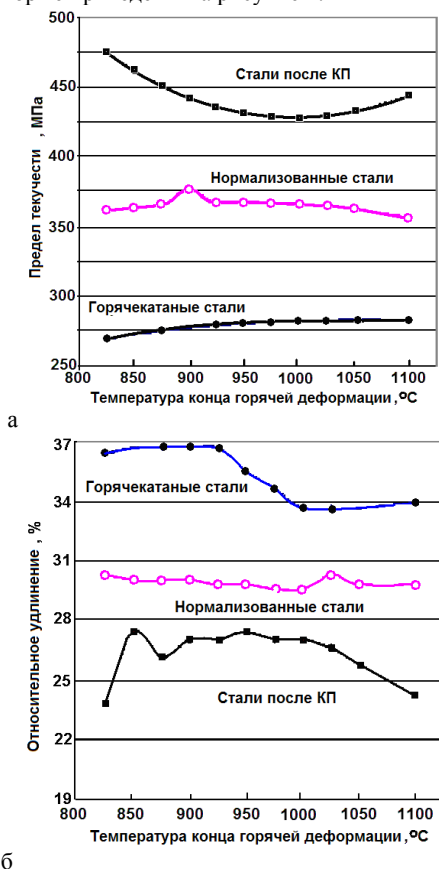 500
450
400
350
300
250
Предел текучести , МПа
Стали после КП
Нормализованные стали
Горячекатаные стали
800 850 900 950 1000 1050 1100
Температура конца горячей деформации,ºС
а
37
34
31
28
25
22
19
Относительное удлинение , %
Горячекатаные стали
Нормализованные стали
Стали после КП
800 850 900 950 1000 1050 1100
Температура конца горячей деформации,ºС
б